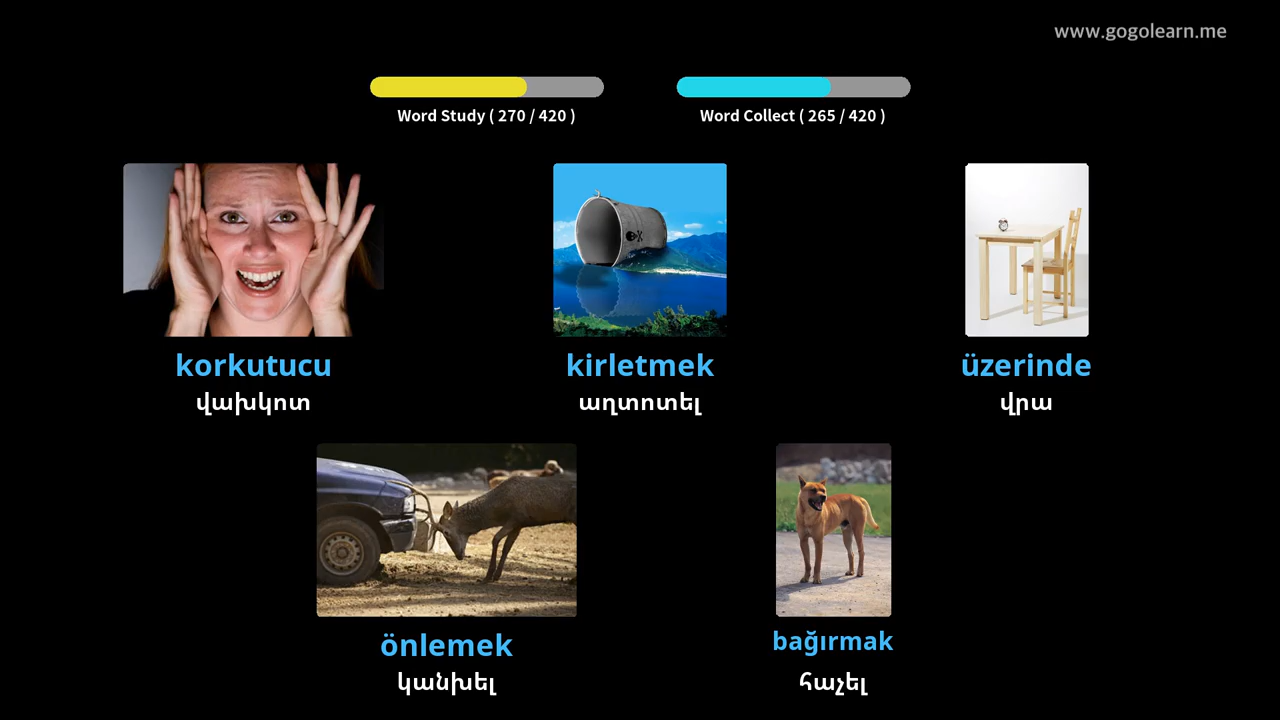 www.gogolearn.me
Word Study ( 270 / 420 )
Word Collect ( 265 / 420 )
korkutucu
վախկոտ
kirletmek
աղտոտել
üzerinde
վրա
önlemek
կանխել
bağırmak
հաչել